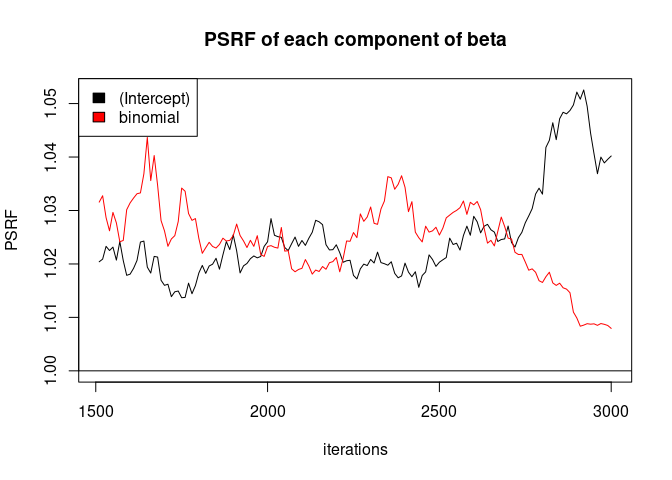 PSRF of each component of beta
(Intercept)
binomial
PSRF
1.05
1.04
1.03
1.02
1.01
1.00
1500
2000
2500
3000
iterations